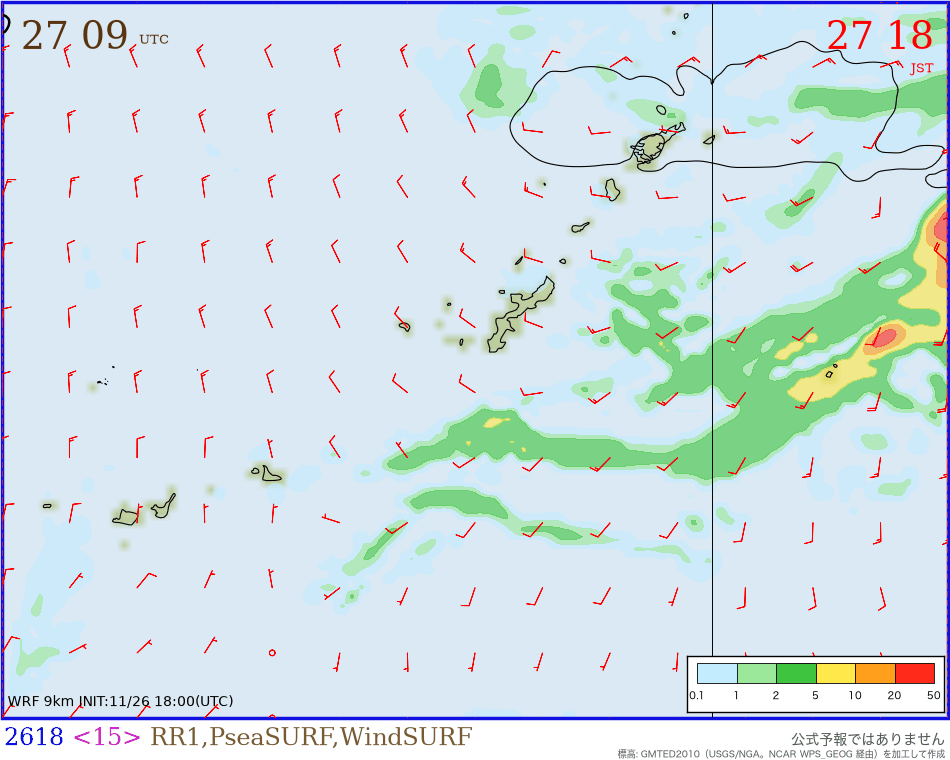 27 09 UTC
27 18
JST
0.1 1 2 5 10 20 50
WRF 9km INIT:11/26 18:00(UTC)
2618 <15> RR1,PseaSURF,WindSURF
公式予報ではありません
標高: GMTED2010（USGS/NGA。NCAR WPS_GEOG 経由）を加工して作成